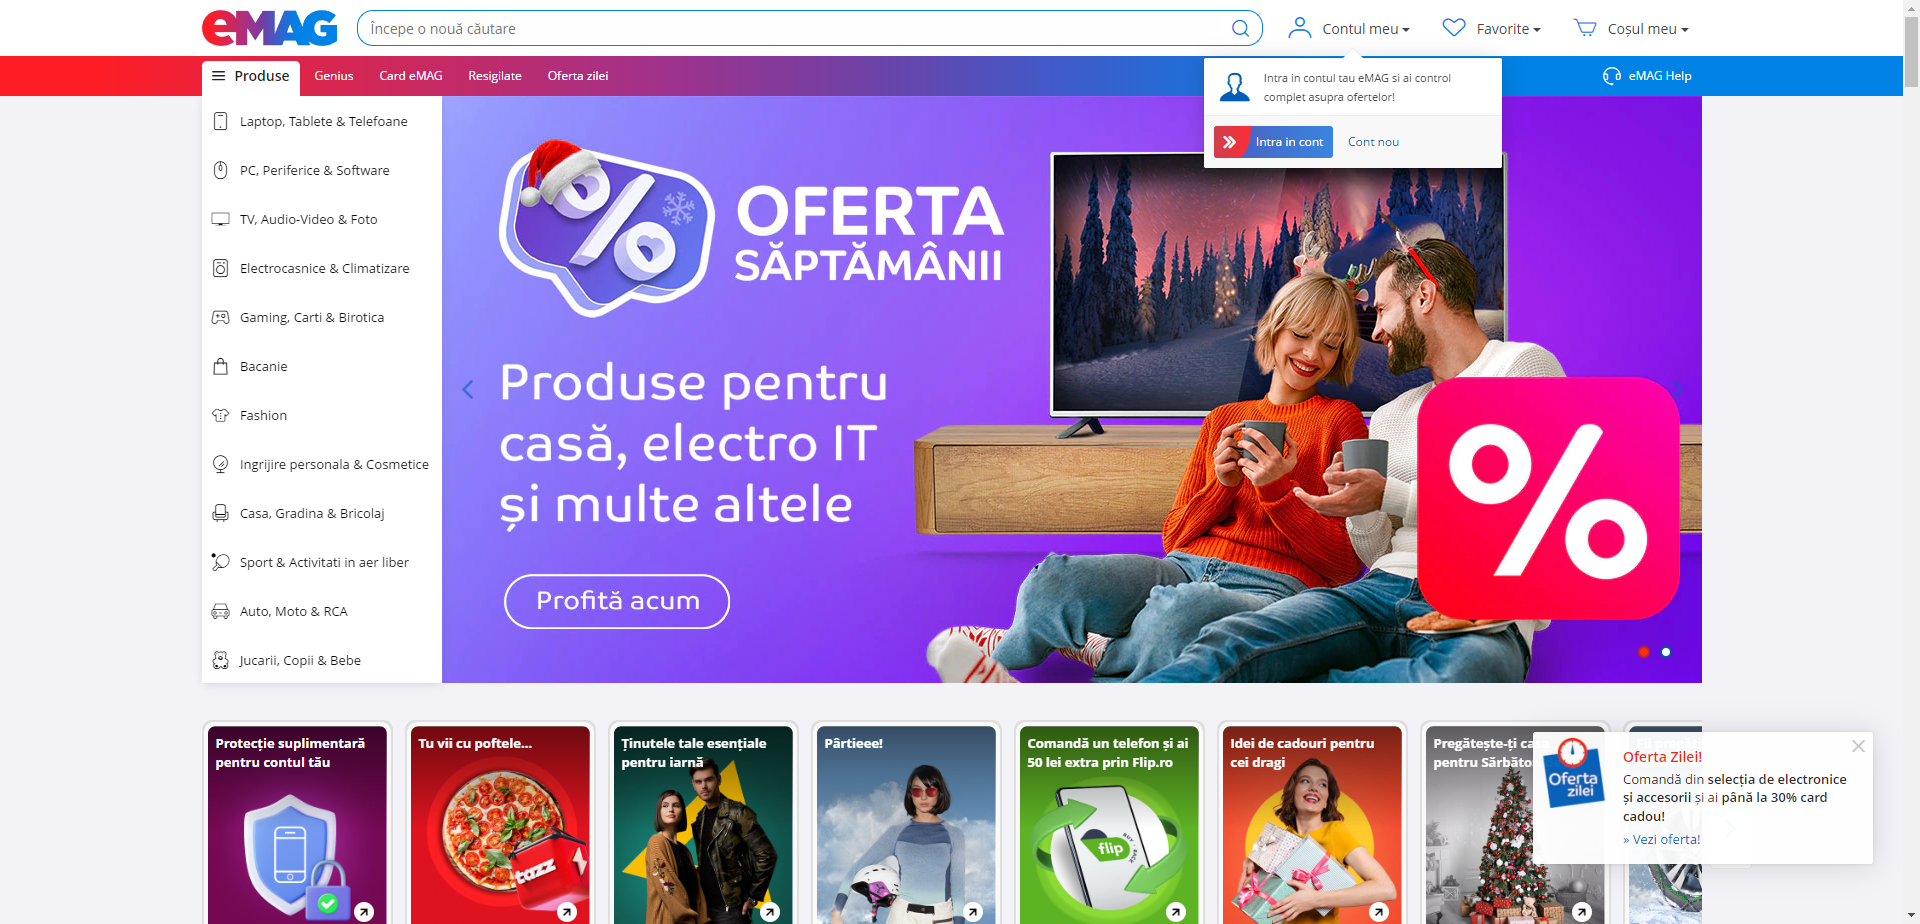 eMAG
Începe o nouă căutare
Contul meu
Favorite
Coșul meu
Produse
Genius
Card eMAG
Resigilate
Oferta zilei
eMAG Help
Intra in contul tau eMAG si ai control
complet asupra ofertelor!
Intra in cont
Cont nou
Laptop, Tablete & Telefoane
PC, Periferice & Software
TV, Audio-Video & Foto
Electrocasnice & Climatizare
Gaming, Carti & Birotica
Bacanie
Fashion
Ingrijire personala & Cosmetice
Casa, Gradina & Bricolaj
Sport & Activitati in aer liber
Auto, Moto & RCA
Jucarii, Copii & Bebe
%
OFERTA
SĂPTĂMÂNII
Produse pentru
casă, electro IT
și multe altele
Profită acum
%
Protecție suplimentară
pentru contul tău
Tu vii cu poftele...
tazz
Ținutele tale esențiale
pentru iarnă
Pârtieee!
Comandă un telefon și ai
50 lei extra prin Flip.ro
flip
BUY
BACK
Idei de cadouri pentru
cei dragi
Pregătește-ți
pentru
Oferta
zilei
Oferta Zilei!
Comandă din selecția de electronice
și accesorii și ai până la 30% card
cadou!
» Vezi oferta!